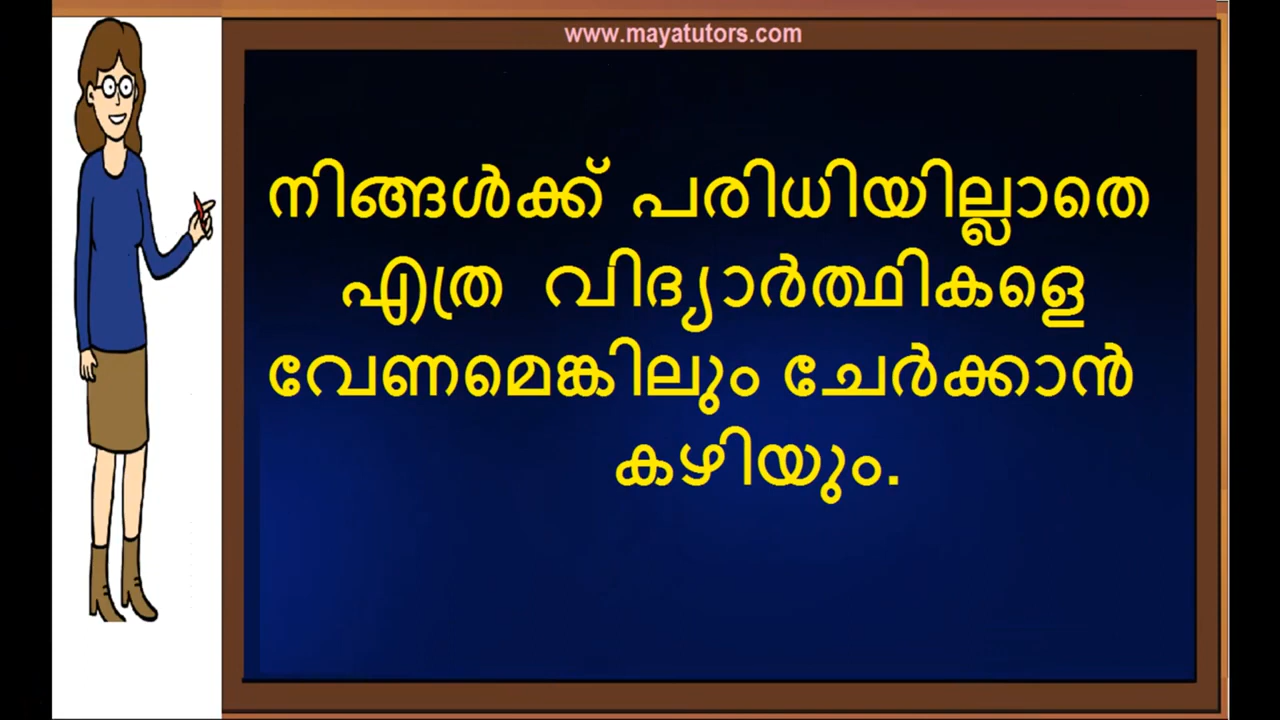 www.mayatutors.com
നിങ്ങൾക്ക് പരിധിയില്ലാതെ
എത്ര വിദ്യാർത്ഥികളെ
വേണമെങ്കിലും ചേർക്കാൻ
കഴിയും.